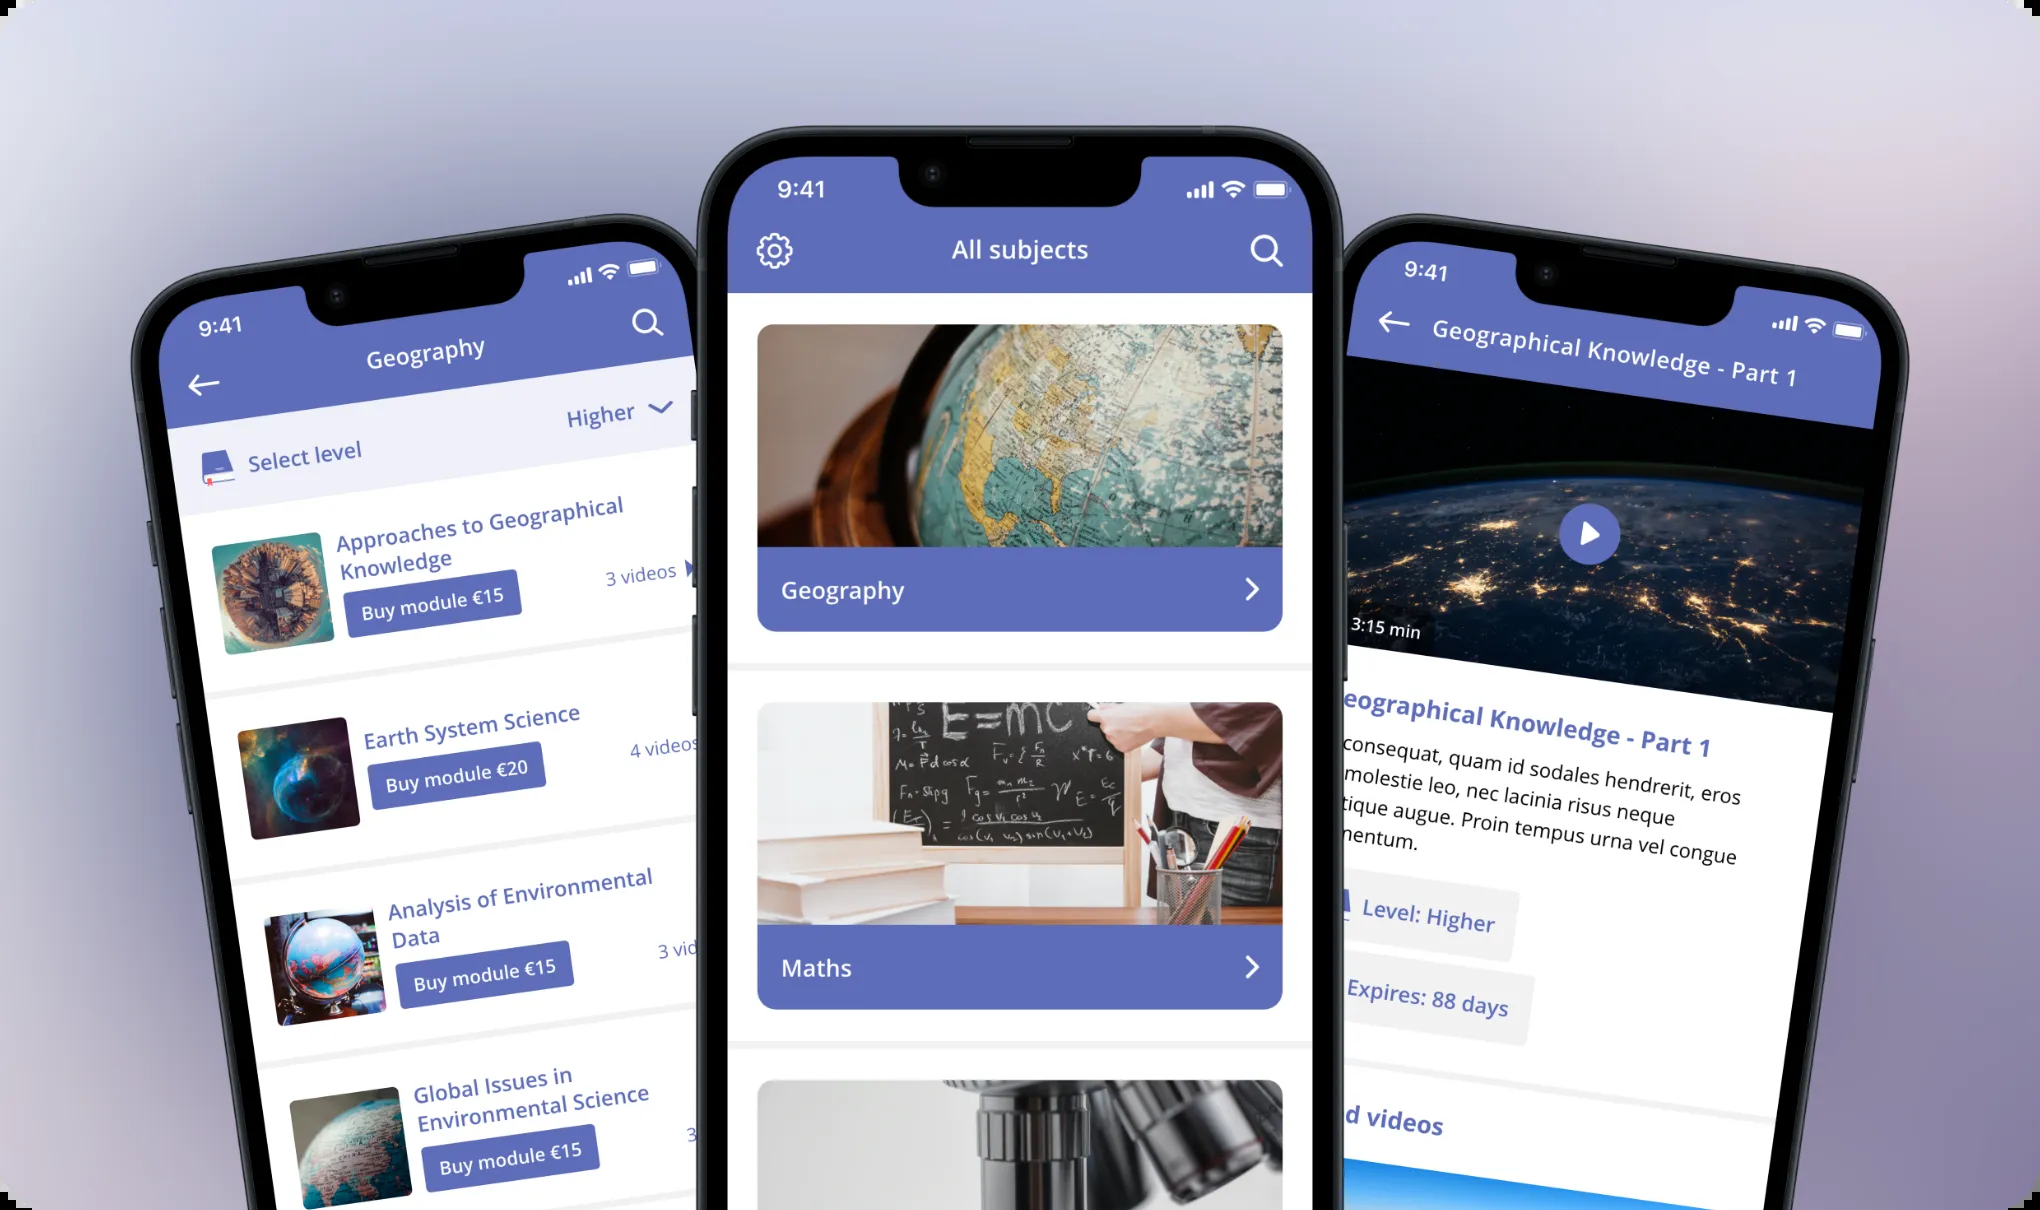 9:41
Geography
Select level
Higher
Approaches to Geographical
Knowledge
Buy module €15
3 videos
Earth System Science
Buy module €20
4 videos
Analysis of Environmental
Data
Buy module €15
3 vid
Global Issues in
Environmental Science
Buy module €15
3
9:41
All subjects
Geography
E=mc
Maths
9:41
Geographical Knowledge - Part 1
3:15 min
eographical Knowledge - Part 1
consequat, quam id sodales hendrerit, eros
molestie leo, nec lacinia risus neque
tique augue. Proin tempus urna vel congue
mentum.
Level: Higher
Expires: 88 days
d videos